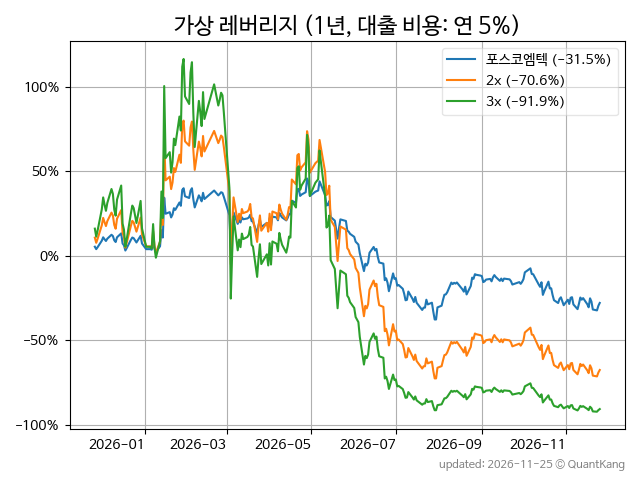 가상 레버리지 (1년, 대출 비용: 연 5%)
포스코엠텍 (−31.5%)
2x (−70.6%)
3x (−91.9%)
100%
50%
0%
−50%
−100%
2026-01 2026-03 2026-05 2026-07 2026-09 2026-11
updated: 2026-11-25 © QuantKang